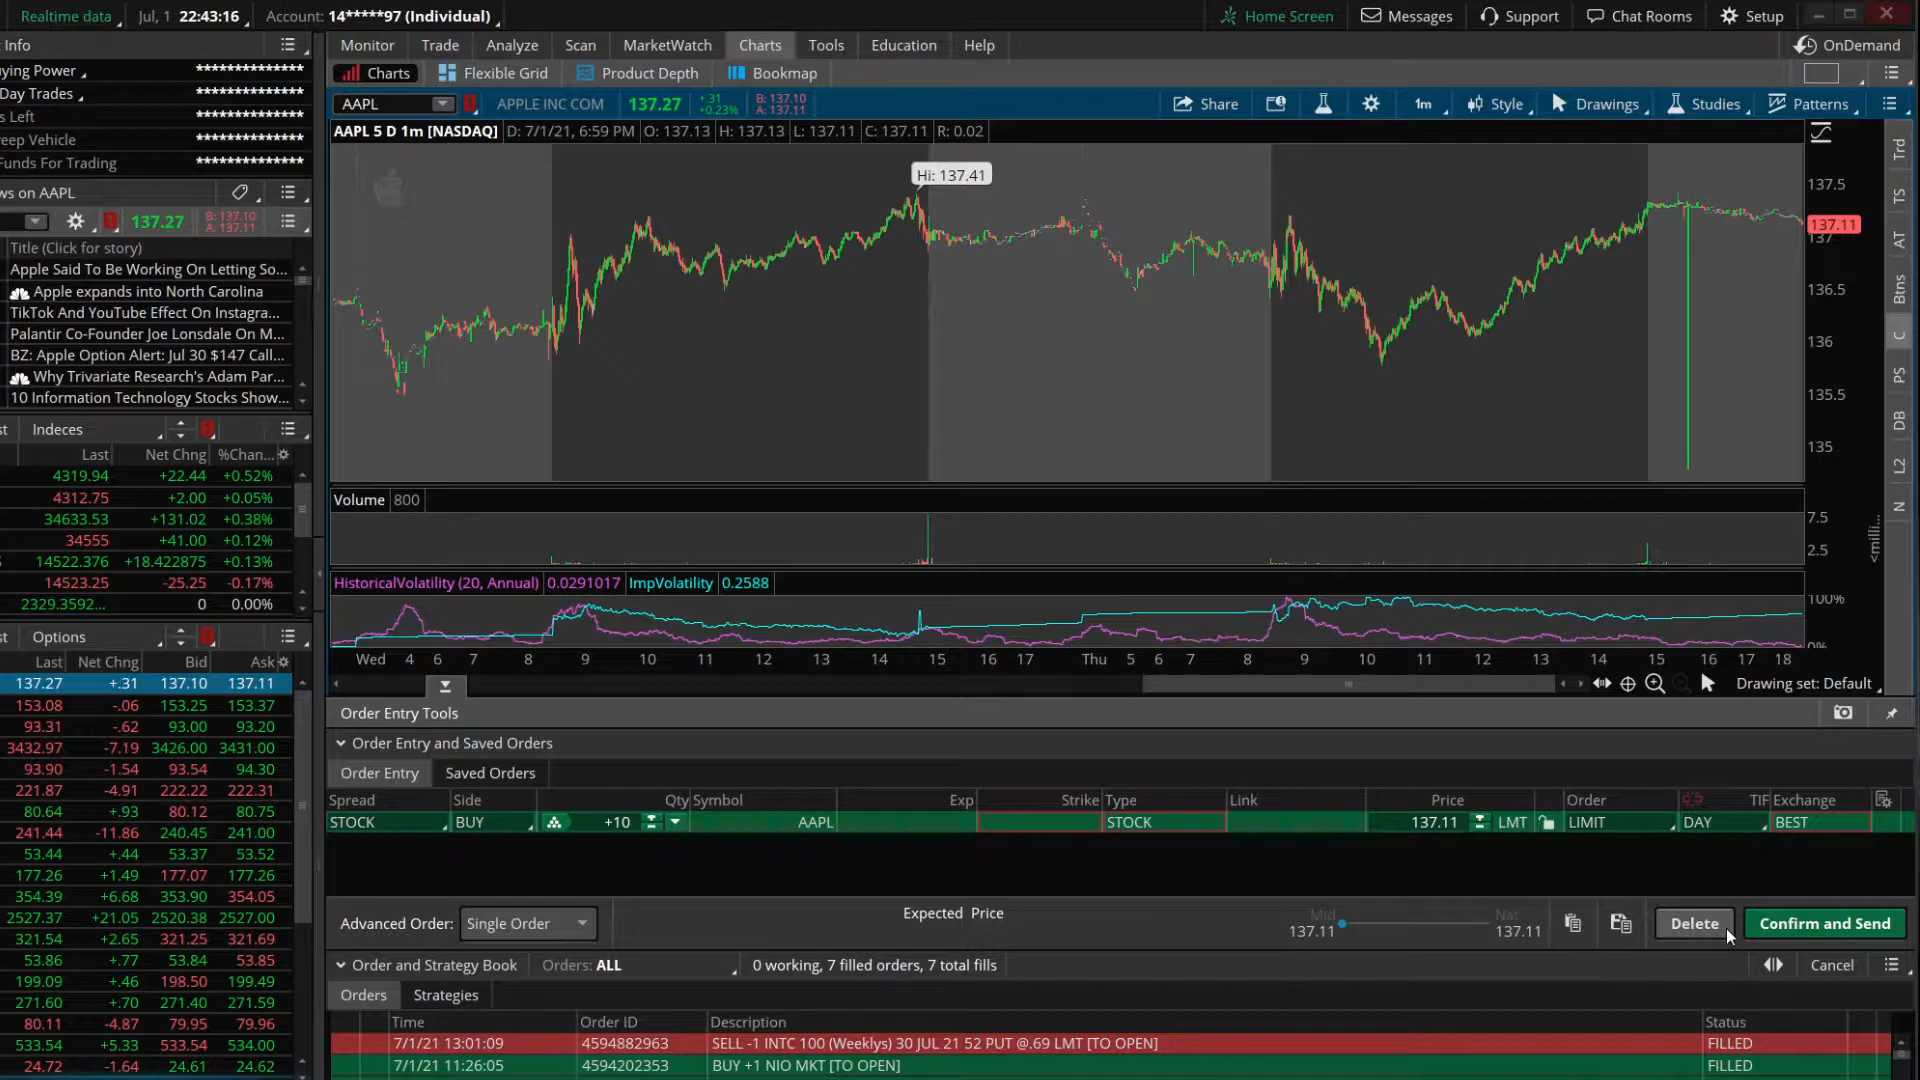 Realtime data Jul, 1 22:43:16 Account: 14*****97 (Individual) Home Screen Messages Support Chat Rooms Setup
t Info
Monitor Trade Analyze Scan MarketWatch Charts Tools Education Help OnDemand
ying Power **************
Charts Flexible Grid Product Depth Bookmap
Day Trades **************
AAPL APPLE INC COM 137.27 +.31 +0.23% B: 137.10 A: 137.11 Share 1m Style Drawings Studies Patterns
s Left **************
AAPL 5 D 1m [NASDAQ] D: 7/1/21, 6:59 PM O: 137.13 H: 137.13 L: 137.11 C: 137.11 R: 0.02
eep Vehicle **************
Funds For Trading **************
Hi: 137.41
137.5
137.11
137
136.5
136
135.5
135
Trd
TS
AT
Btns
C
PS
DB
L2
N
ws on AAPL
137.27 B: 137.10 A: 137.11
Title (Click for story)
Apple Said To Be Working On Letting So...
Apple expands into North Carolina
TikTok And YouTube Effect On Instagra...
Palantir Co-Founder Joe Lonsdale On M...
BZ: Apple Option Alert: Jul 30 $147 Call...
Why Trivariate Research's Adam Par...
10 Information Technology Stocks Show...
st Indeces
Last Net Chng %Chan...
4319.94 +22.44 +0.52%
4312.75 +2.00 +0.05%
34633.53 +131.02 +0.38%
34555 +41.00 +0.12%
14522.376 +18.422875 +0.13%
14523.25 -25.25 -0.17%
2329.3592... 0 0.00%
Volume 800
7.5
2.5
<milli...
HistoricalVolatility (20, Annual) 0.0291017 ImpVolatility 0.2588
100%
0%
Wed 4 6 7 8 9 10 11 12 13 14 15 16 17 Thu 5 6 7 8 9 10 11 12 13 14 15 16 17 18
Drawing set: Default
st Options
Last Net Chng Bid Ask
137.27 +.31 137.10 137.11
153.08 -.06 153.25 153.37
93.31 -.62 93.00 93.20
3432.97 -7.19 3426.00 3431.00
93.90 -1.54 93.54 94.30
221.87 -4.91 222.22 222.31
80.64 +.93 80.12 80.75
241.44 -11.86 240.45 241.00
53.44 +.44 53.37 53.52
177.26 +1.49 177.07 177.26
354.39 +6.68 353.90 354.05
2527.37 +21.05 2520.38 2527.00
321.54 +2.65 321.25 321.69
53.86 +.77 53.84 53.85
199.09 +.46 198.50 199.49
271.60 +.70 271.40 271.59
80.11 -4.87 79.95 79.96
533.54 +5.33 533.54 534.00
24.72 -1.64 24.61 24.62
Order Entry Tools
Order Entry and Saved Orders
Order Entry Saved Orders
Spread Side Qty Symbol Exp Strike Type Link Price Order TIF Exchange
STOCK BUY +10 AAPL STOCK 137.11 LMT LIMIT DAY BEST
Advanced Order: Single Order Expected Price Mid 137.11 Nat 137.11 Delete Confirm and Send
Order and Strategy Book Orders: ALL 0 working, 7 filled orders, 7 total fills Cancel
Orders Strategies
Time Order ID Description Status
7/1/21 13:01:09 4594882963 SELL -1 INTC 100 (Weeklys) 30 JUL 21 52 PUT @.69 LMT [TO OPEN] FILLED
7/1/21 11:26:05 4594202353 BUY +1 NIO MKT [TO OPEN] FILLED